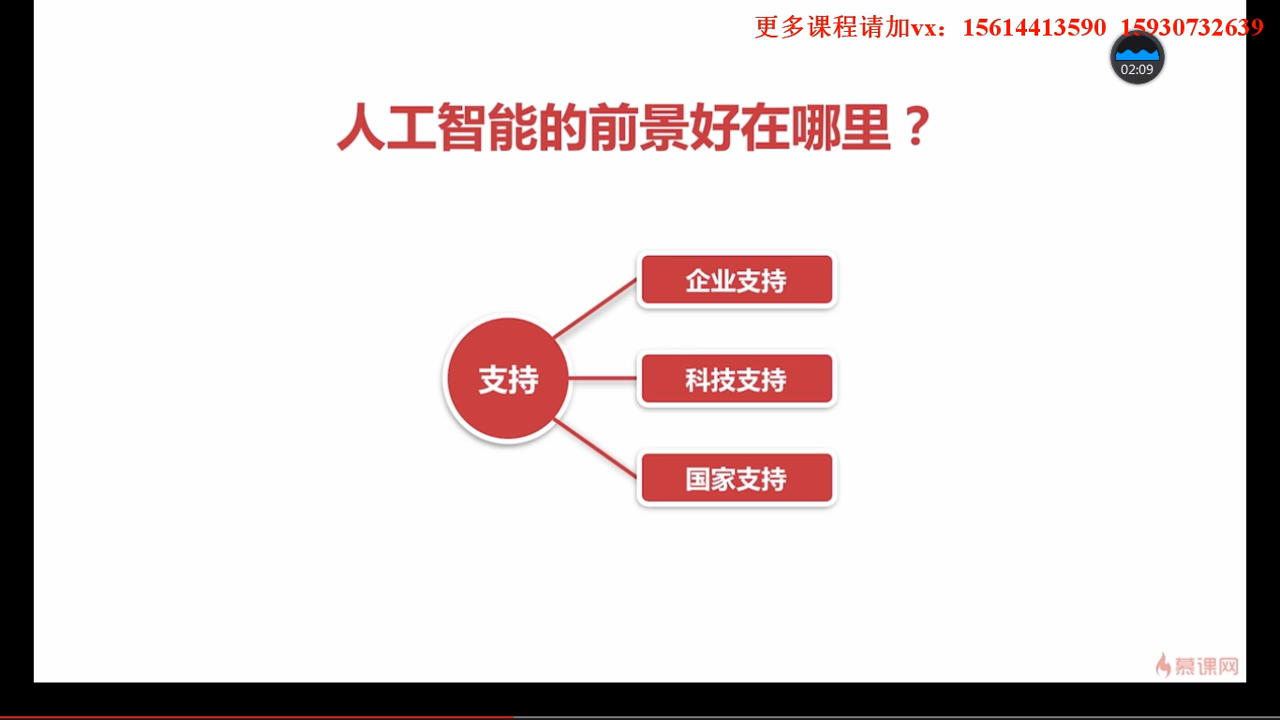 更多课程请加vx：15614413590 15930732639
02:09
人工智能的前景好在哪里？
企业支持
支持
科技支持
国家支持
慕课网